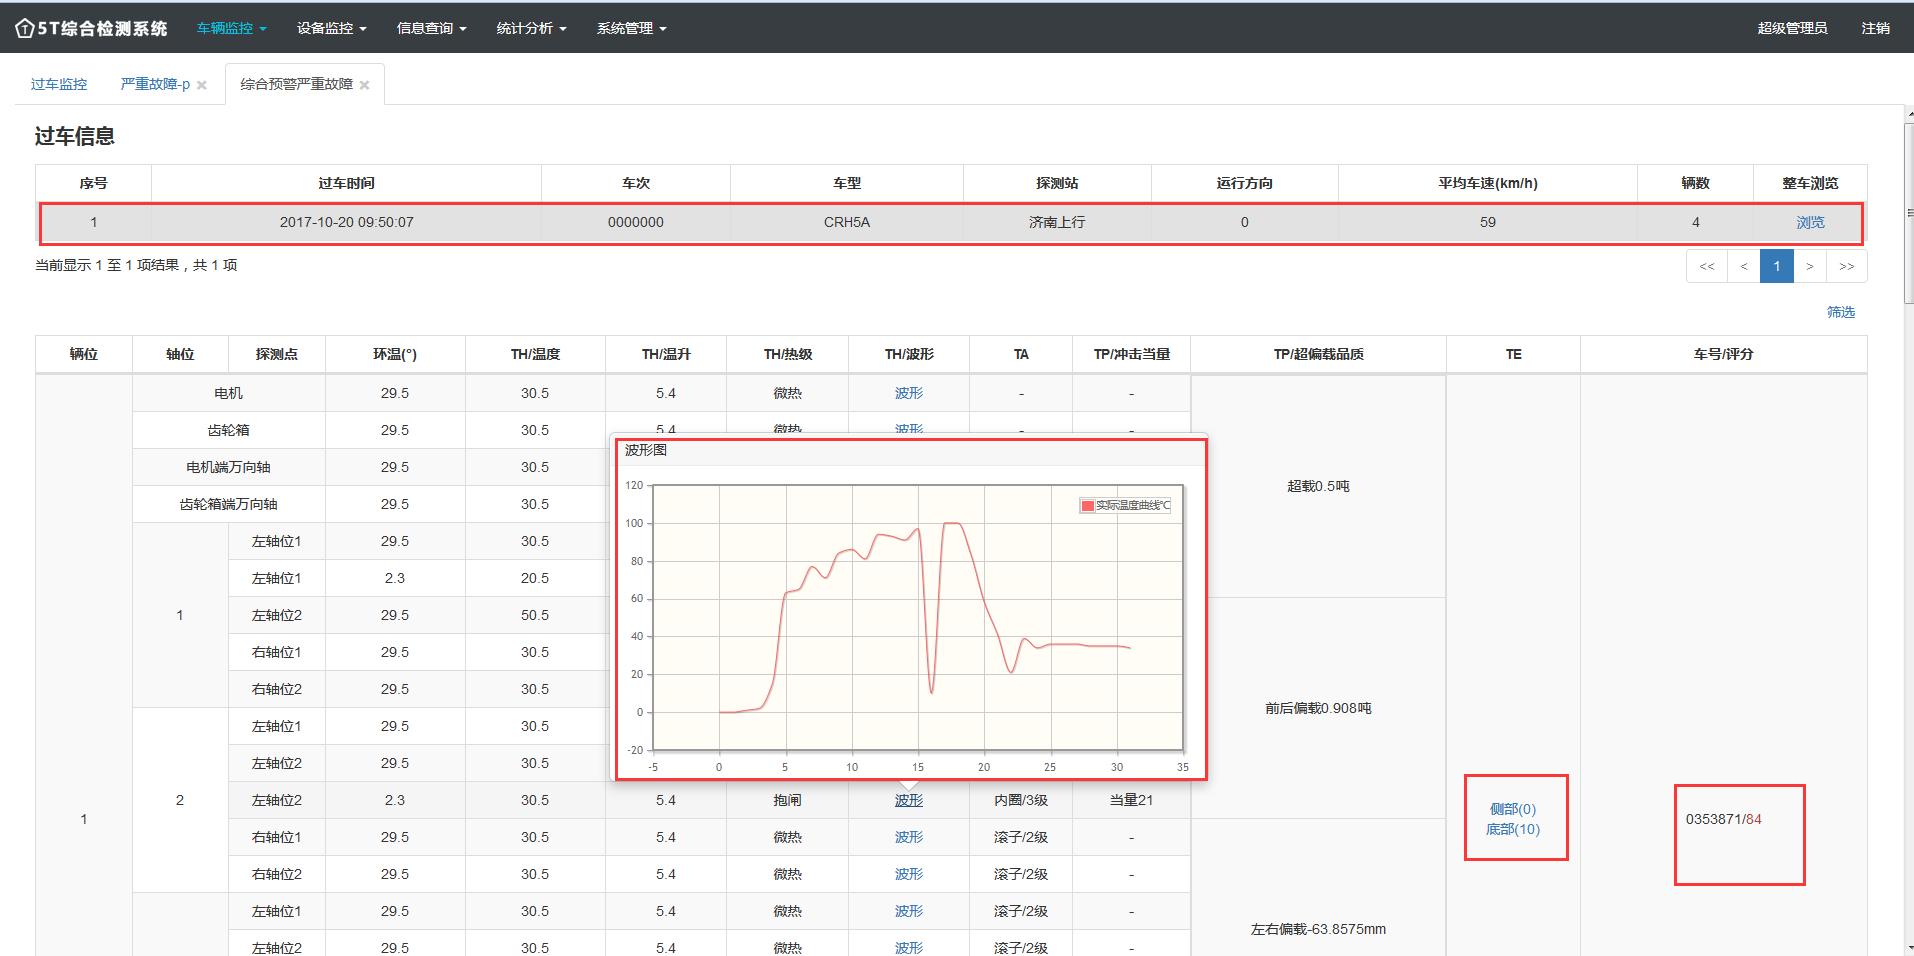 5T综合检测系统 车辆监控 设备监控 信息查询 统计分析 系统管理 超级管理员 注销
过车监控 严重故障-p × 综合预警严重故障 ×
过车信息
序号 过车时间 车次 车型 探测站 运行方向 平均车速(km/h) 辆数 整车浏览
1 2017-10-20 09:50:07 0000000 CRH5A 济南上行 0 59 4 浏览
当前显示 1 至 1 项结果，共 1 项 << < 1 > >>
筛选
辆位 轴位 探测点 环温(°) TH/温度 TH/温升 TH/热级 TH/波形 TA TP/冲击当量 TP/超偏载品质 TE 车号/评分
电机 29.5 30.5 5.4 微热 波形 - -
齿轮箱 29.5 30.5 5.4 微热 波形 - -
电机端万向轴 29.5 30.5
齿轮箱端万向轴 29.5 30.5
超载0.5吨
左轴位1 29.5 30.5
左轴位1 2.3 20.5
1 左轴位2 29.5 50.5
右轴位1 29.5 30.5
右轴位2 29.5 30.5
前后偏载0.908吨
左轴位1 29.5 30.5
左轴位2 29.5 30.5
2 左轴位2 2.3 30.5 5.4 抱闸 波形 内圈/3级 当量21
右轴位1 29.5 30.5 5.4 微热 波形 滚子/2级 -
右轴位2 29.5 30.5 5.4 微热 波形 滚子/2级 -
左轴位1 29.5 30.5 5.4 微热 波形 滚子/2级 -
左轴位2 29.5 30.5 5.4 微热 波形 滚子/2级 -
1
左右偏载-63.8575mm
侧部(0)
底部(10)
0353871/84
波形图
实际温度曲线℃
120
100
80
60
40
20
0
-20
-5 0 5 10 15 20 25 30 35